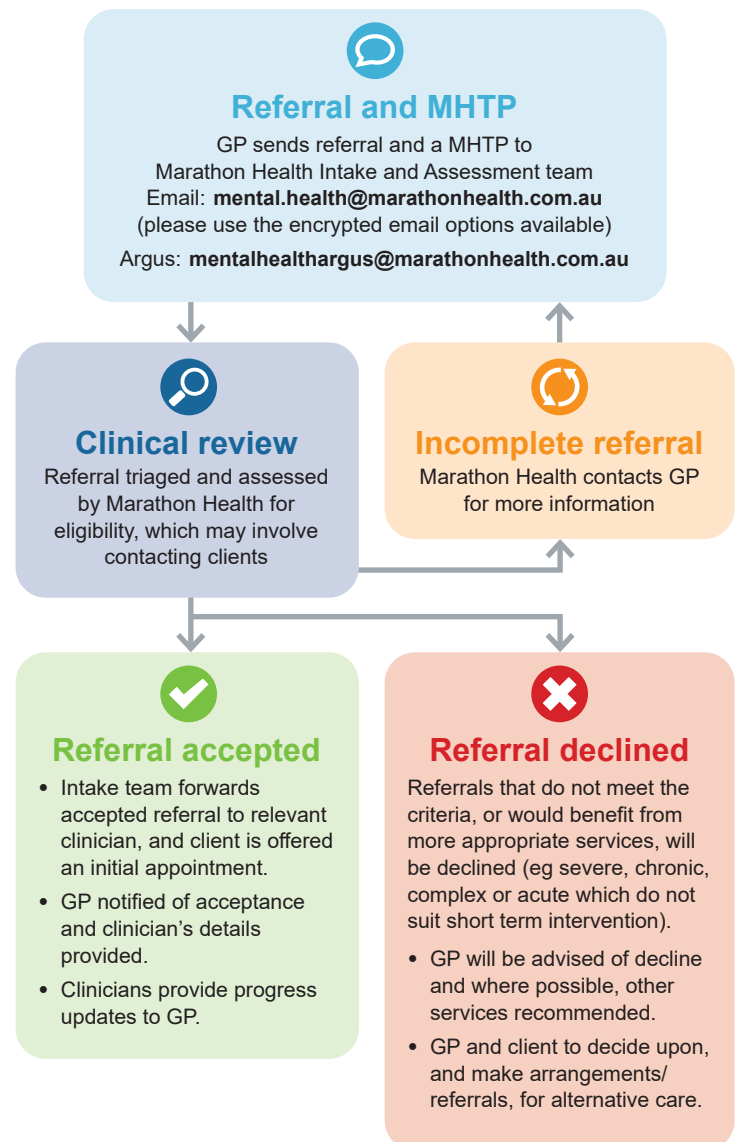 Referral and MHTP
GP sends referral and a MHTP to
Marathon Health Intake and Assessment team
Email: mental.health@marathonhealth.com.au
(please use the encrypted email options available)
Argus: mentalhealthargus@marathonhealth.com.au
Clinical review
Referral triaged and assessed
by Marathon Health for
eligibility, which may involve
contacting clients
Incomplete referral
Marathon Health contacts GP
for more information
Referral accepted
• Intake team forwards
accepted referral to relevant
clinician, and client is offered
an initial appointment.
• GP notified of acceptance
and clinician's details
provided.
• Clinicians provide progress
updates to GP.
Referral declined
Referrals that do not meet the
criteria, or would benefit from
more appropriate services, will
be declined (eg severe, chronic,
complex or acute which do not
suit short term intervention).
• GP will be advised of decline
and where possible, other
services recommended.
• GP and client to decide upon,
and make arrangements/
referrals, for alternative care.